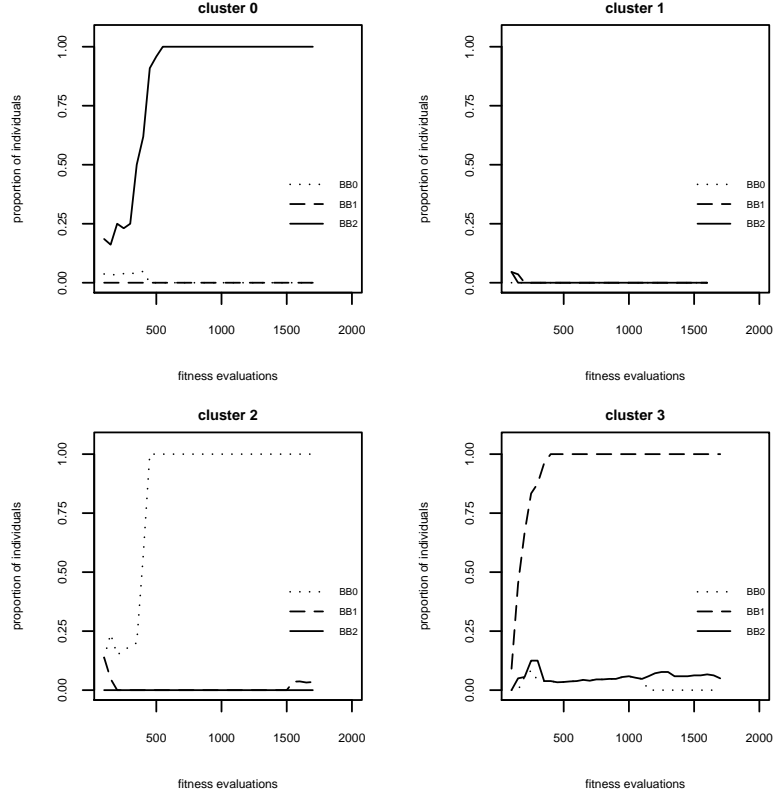 cluster 0
proportion of individuals
1.00
0.75
0.50
0.25
0.00
BB0
BB1
BB2
500 1000 1500 2000
fitness evaluations
cluster 1
proportion of individuals
1.00
0.75
0.50
0.25
0.00
BB0
BB1
BB2
500 1000 1500 2000
fitness evaluations
cluster 2
proportion of individuals
1.00
0.75
0.50
0.25
0.00
BB0
BB1
BB2
500 1000 1500 2000
fitness evaluations
cluster 3
proportion of individuals
1.00
0.75
0.50
0.25
0.00
BB0
BB1
BB2
500 1000 1500 2000
fitness evaluations